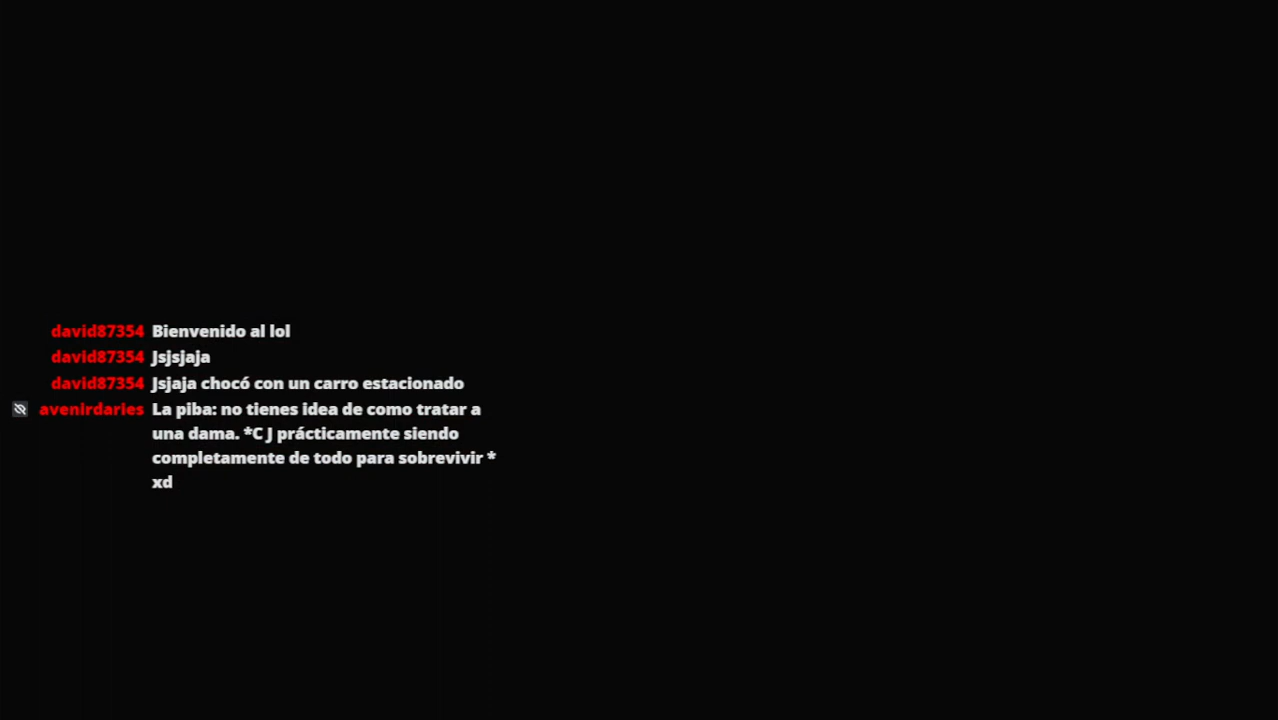 david87354 Bienvenido al lol
david87354 Jsjsjaja
david87354 Jsjaja chocó con un carro estacionado
avenirdaries La piba: no tienes idea de como tratar a
una dama. *C J prácticamente siendo
completamente de todo para sobrevivir *
xd